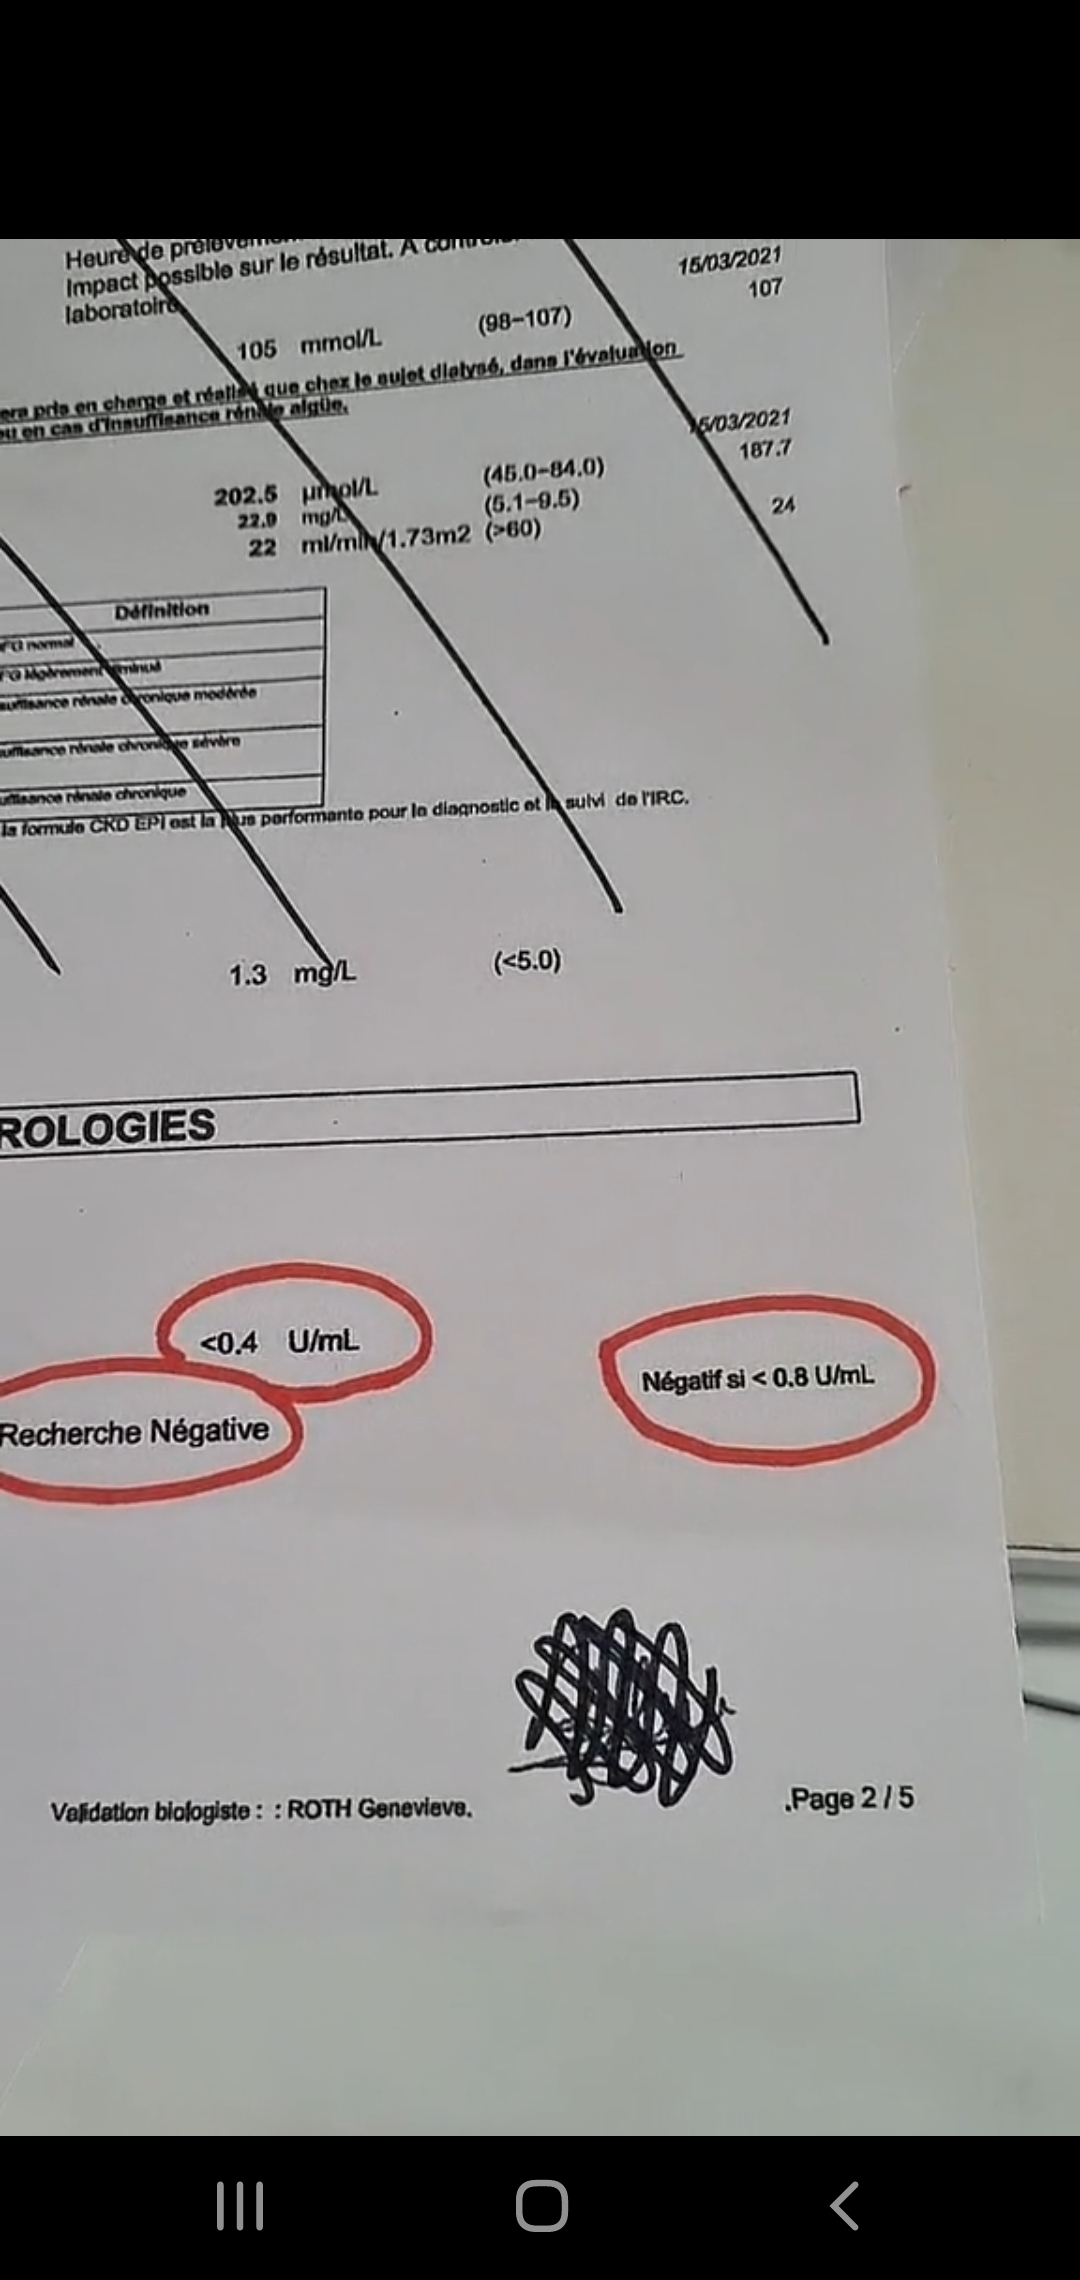 Heure de prélèvement
Impact possible sur le résultat. A contrôler
laboratoire
15/03/2021
105 mmol/L (98-107) 107
sera pris en charge et réalisé que chez le sujet dialysé, dans l'évaluation
ou en cas d'insuffisance rénale aigüe.
15/03/2021
202.5 µmol/L (45.0-84.0) 187.7
22.9 mg/L (5.1-9.5)
22 ml/min/1.73m2 (>60) 24
Définition
normal
légèrement diminué
rénale chronique modérée
rénale chronique sévère
rénale chronique
la formule CKD EPI est la plus performante pour le diagnostic et le suivi de l'IRC.
1.3 mg/L (<5.0)
ROLOGIES
<0.4 U/mL
Négatif si < 0.8 U/mL
Recherche Négative
Validation biologiste : : ROTH Genevieve.
.Page 2 / 5